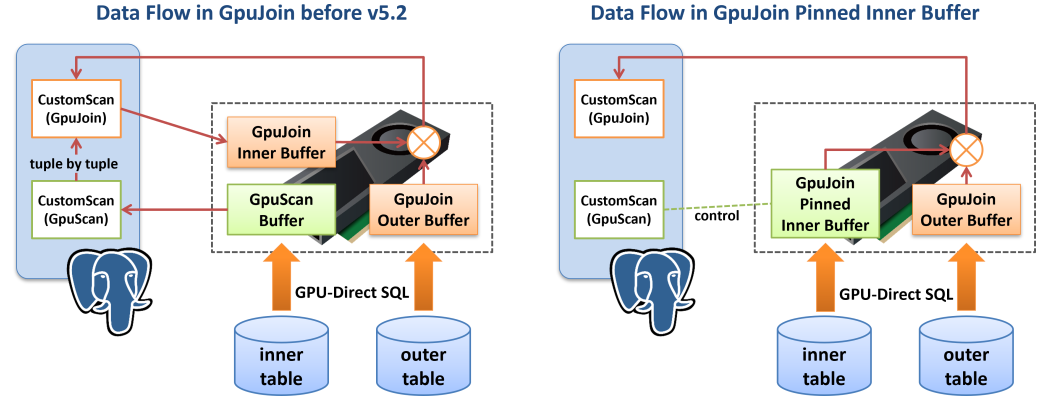 Data Flow in GpuJoin before v5.2
CustomScan
(GpuJoin)
tuple by tuple
CustomScan
(GpuScan)
GpuJoin
Inner Buffer
GpuScan
Buffer
GpuJoin
Outer Buffer
GPU-Direct SQL
inner
table
outer
table
Data Flow in GpuJoin Pinned Inner Buffer
CustomScan
(GpuJoin)
CustomScan
(GpuScan)
control
GpuJoin
Pinned
Inner Buffer
GpuJoin
Outer Buffer
GPU-Direct SQL
inner
table
outer
table